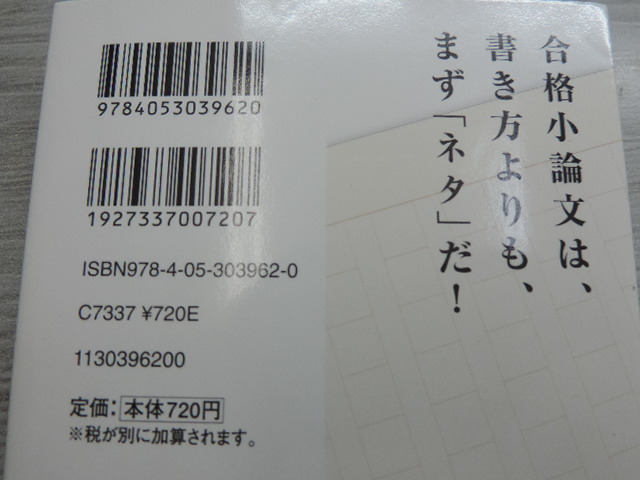 合格小論文は、
書き方よりも、
まず「ネタ」だ！
9784053039620
1927337007207
ISBN978-4-05-303962-0
C7337 ¥720E
1130396200
定価：本体720円
※税が別に加算されます。